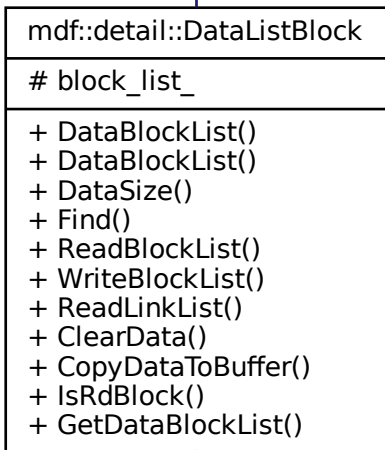 mdf::detail::DataListBlock
# block_list_
+ DataBlockList()
+ DataBlockList()
+ DataSize()
+ Find()
+ ReadBlockList()
+ WriteBlockList()
+ ReadLinkList()
+ ClearData()
+ CopyDataToBuffer()
+ IsRdBlock()
+ GetDataBlockList()